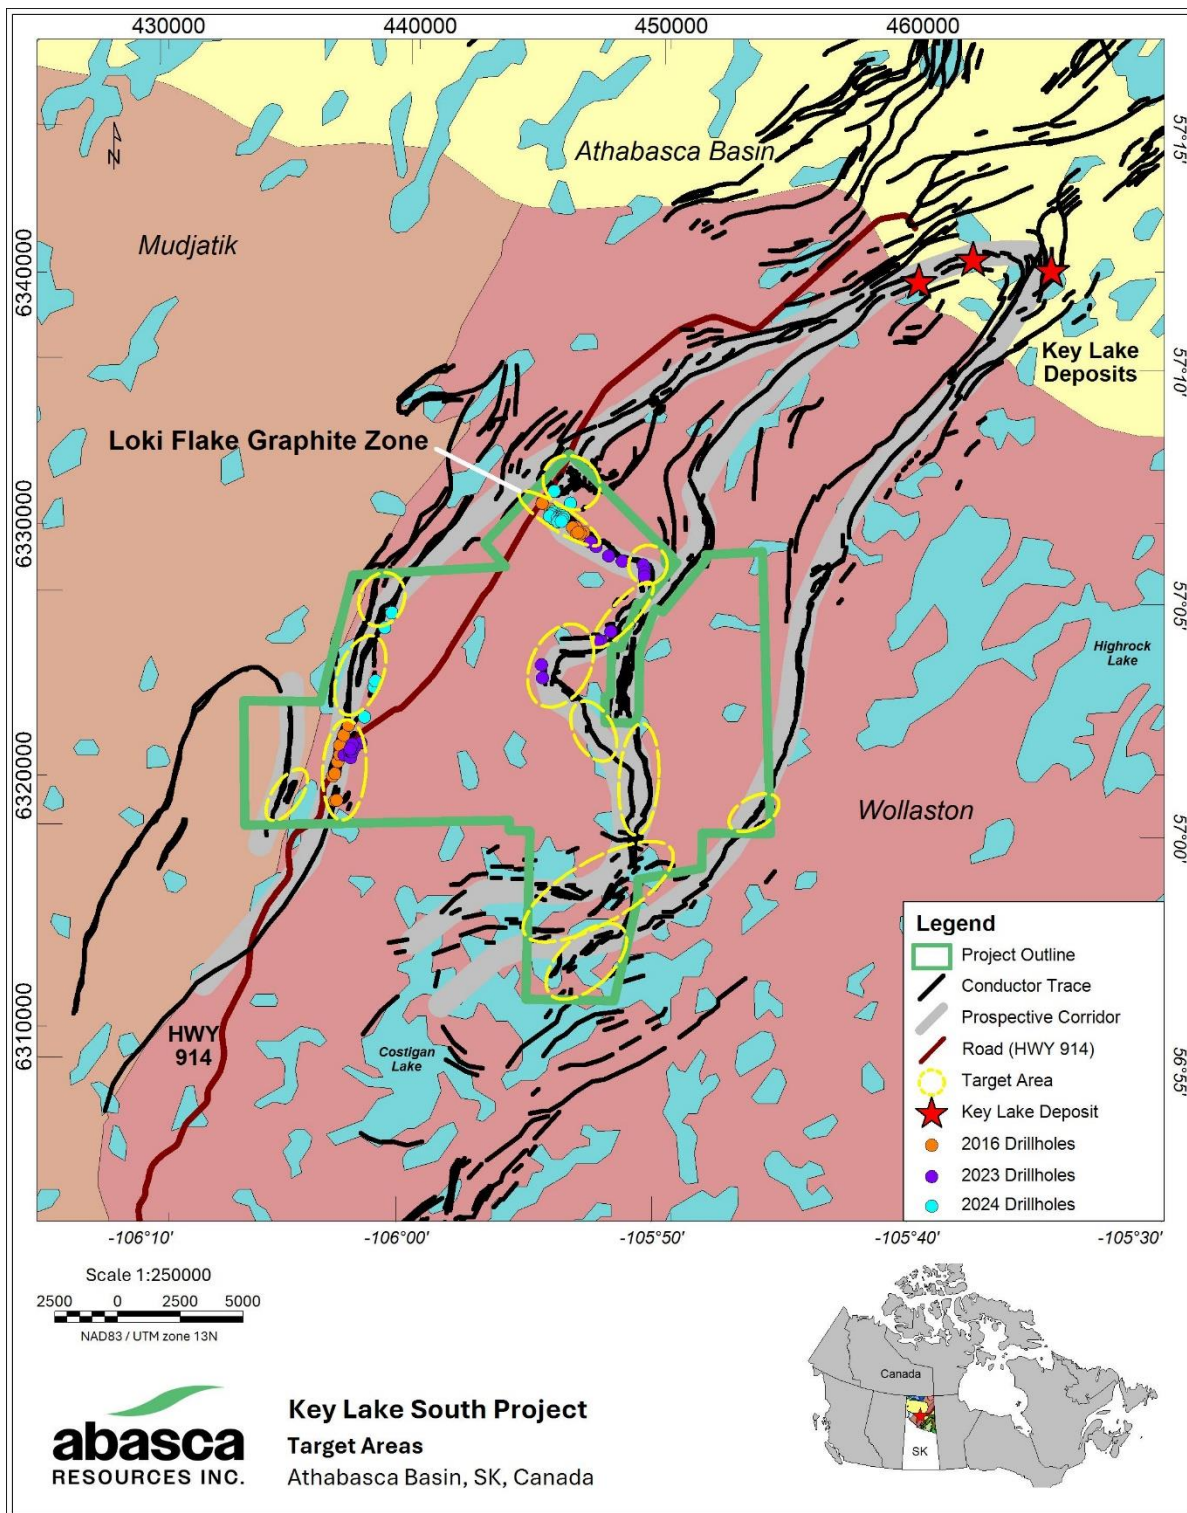 430000
440000
450000
460000
57°15'
Athabasca Basin
N
Mudjatik
6340000
Key Lake
Deposits
57°10'
Loki Flake Graphite Zone
6330000
57°05'
Highrock
Lake
6320000
Wollaston
57°00'
6310000
HWY
914
Costigan
Lake
56°55'
Legend
Project Outline
Conductor Trace
Prospective Corridor
Road (HWY 914)
Target Area
Key Lake Deposit
2016 Drillholes
2023 Drillholes
2024 Drillholes
-106°10'
-106°00'
-105°50'
-105°40'
-105°30'
Scale 1:250000
2500 0 2500 5000
NAD83 / UTM zone 13N
Canada
SK
abasca
RESOURCES INC.
Key Lake South Project
Target Areas
Athabasca Basin, SK, Canada